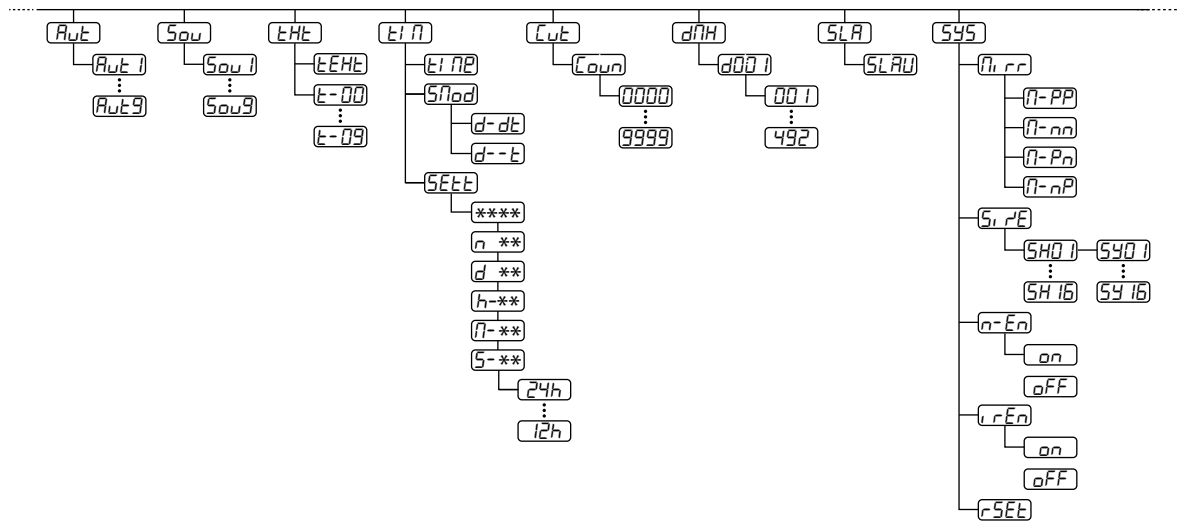 Aut
Aut1
Aut9
Sou
Sou1
Sou9
tHt
tEHt
t-00
t-09
tIM
tIME
SMod
d-dt
d--t
SEtt
****
n **
d **
h-**
M-**
S-**
24h
12h
Cut
Coun
0000
9999
dMH
d001
001
492
SLA
SLAU
SYS
Mirr
M-PP
M-nn
M-Pn
M-nP
SizE
SH01
SY01
SH16
SY16
n-En
on
oFF
irEn
on
oFF
rSEt